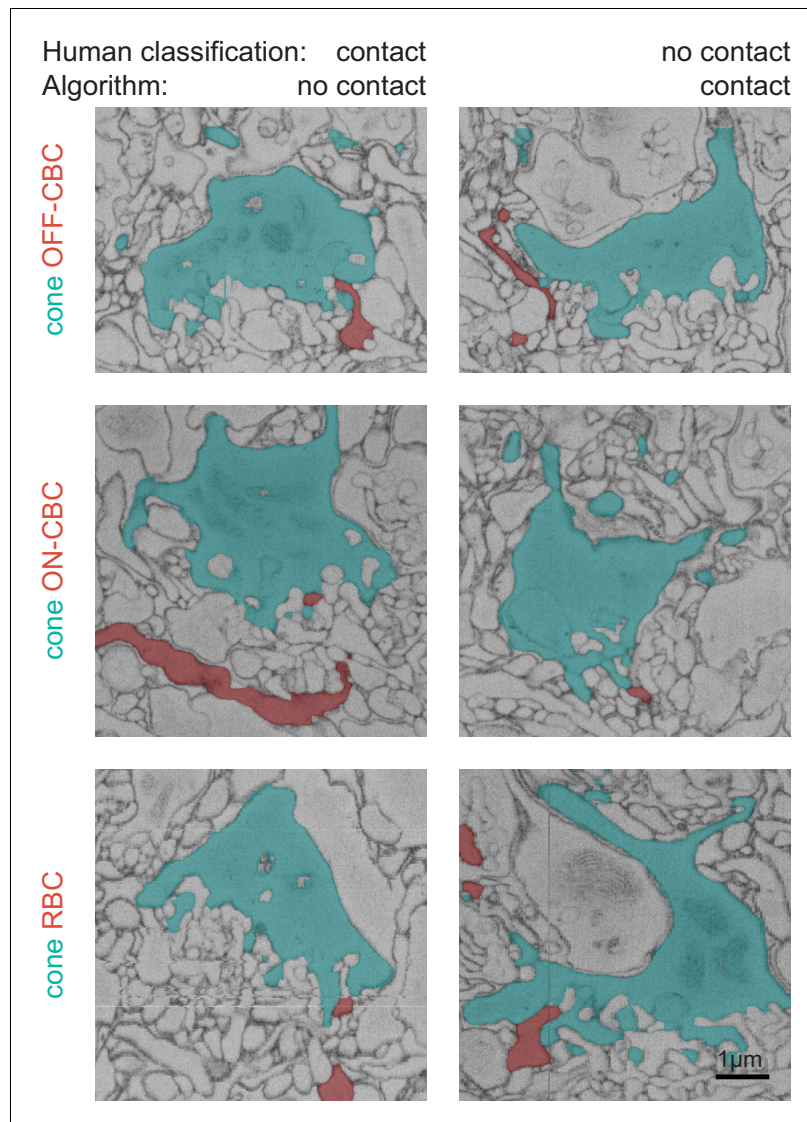 Human classification: contact no contact
Algorithm: no contact contact
cone OFF-CBC
cone ON-CBC
cone RBC
1µm